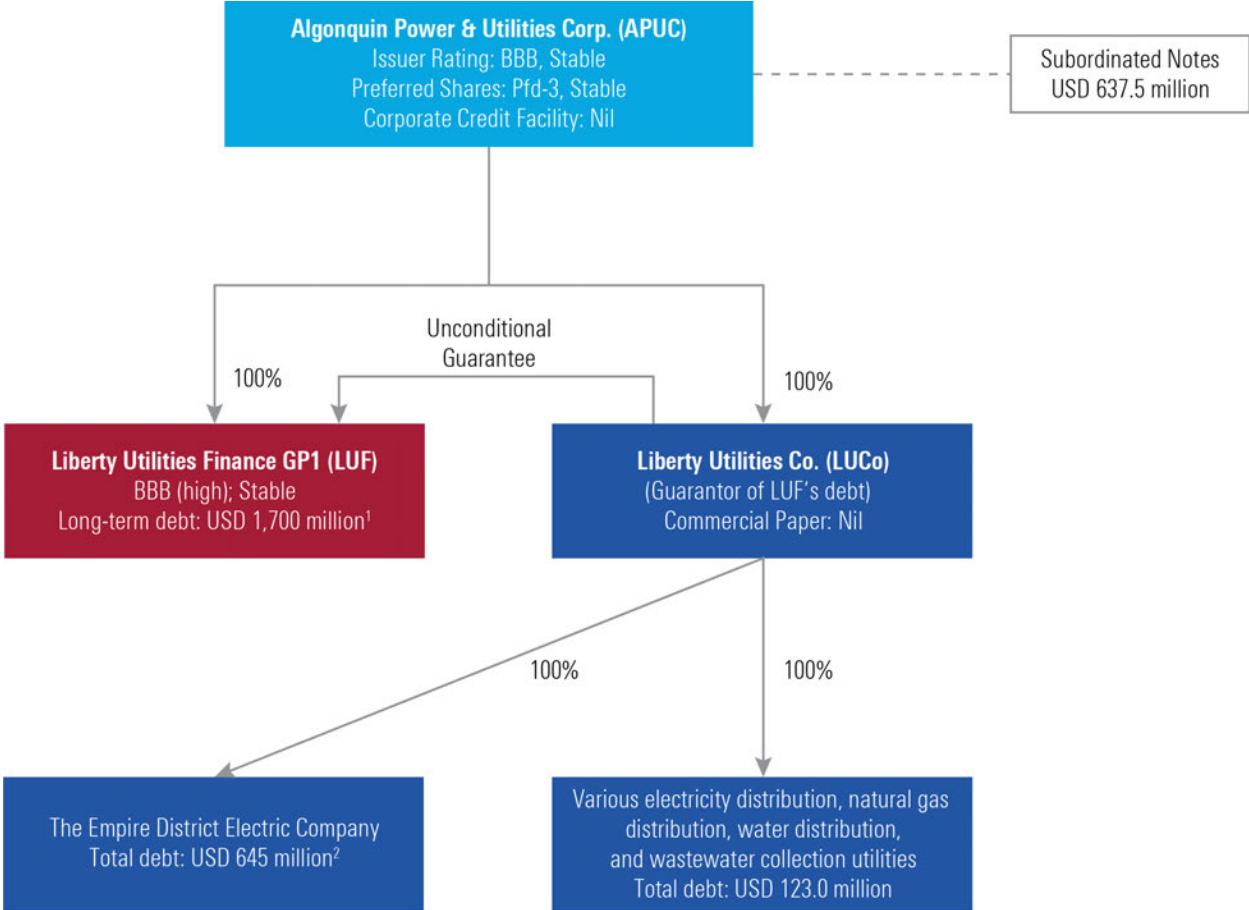 Algonquin Power & Utilities Corp. (APUC)
Issuer Rating: BBB, Stable
Preferred Shares: Pfd-3, Stable
Corporate Credit Facility: Nil
Subordinated Notes
USD 637.5 million
Unconditional
Guarantee
100%
100%
Liberty Utilities Finance GP1 (LUF)
BBB (high); Stable
Long-term debt: USD 1,700 million¹
Liberty Utilities Co. (LUCo)
(Guarantor of LUF's debt)
Commercial Paper: Nil
100%
100%
The Empire District Electric Company
Total debt: USD 645 million²
Various electricity distribution, natural gas
distribution, water distribution,
and wastewater collection utilities
Total debt: USD 123.0 million